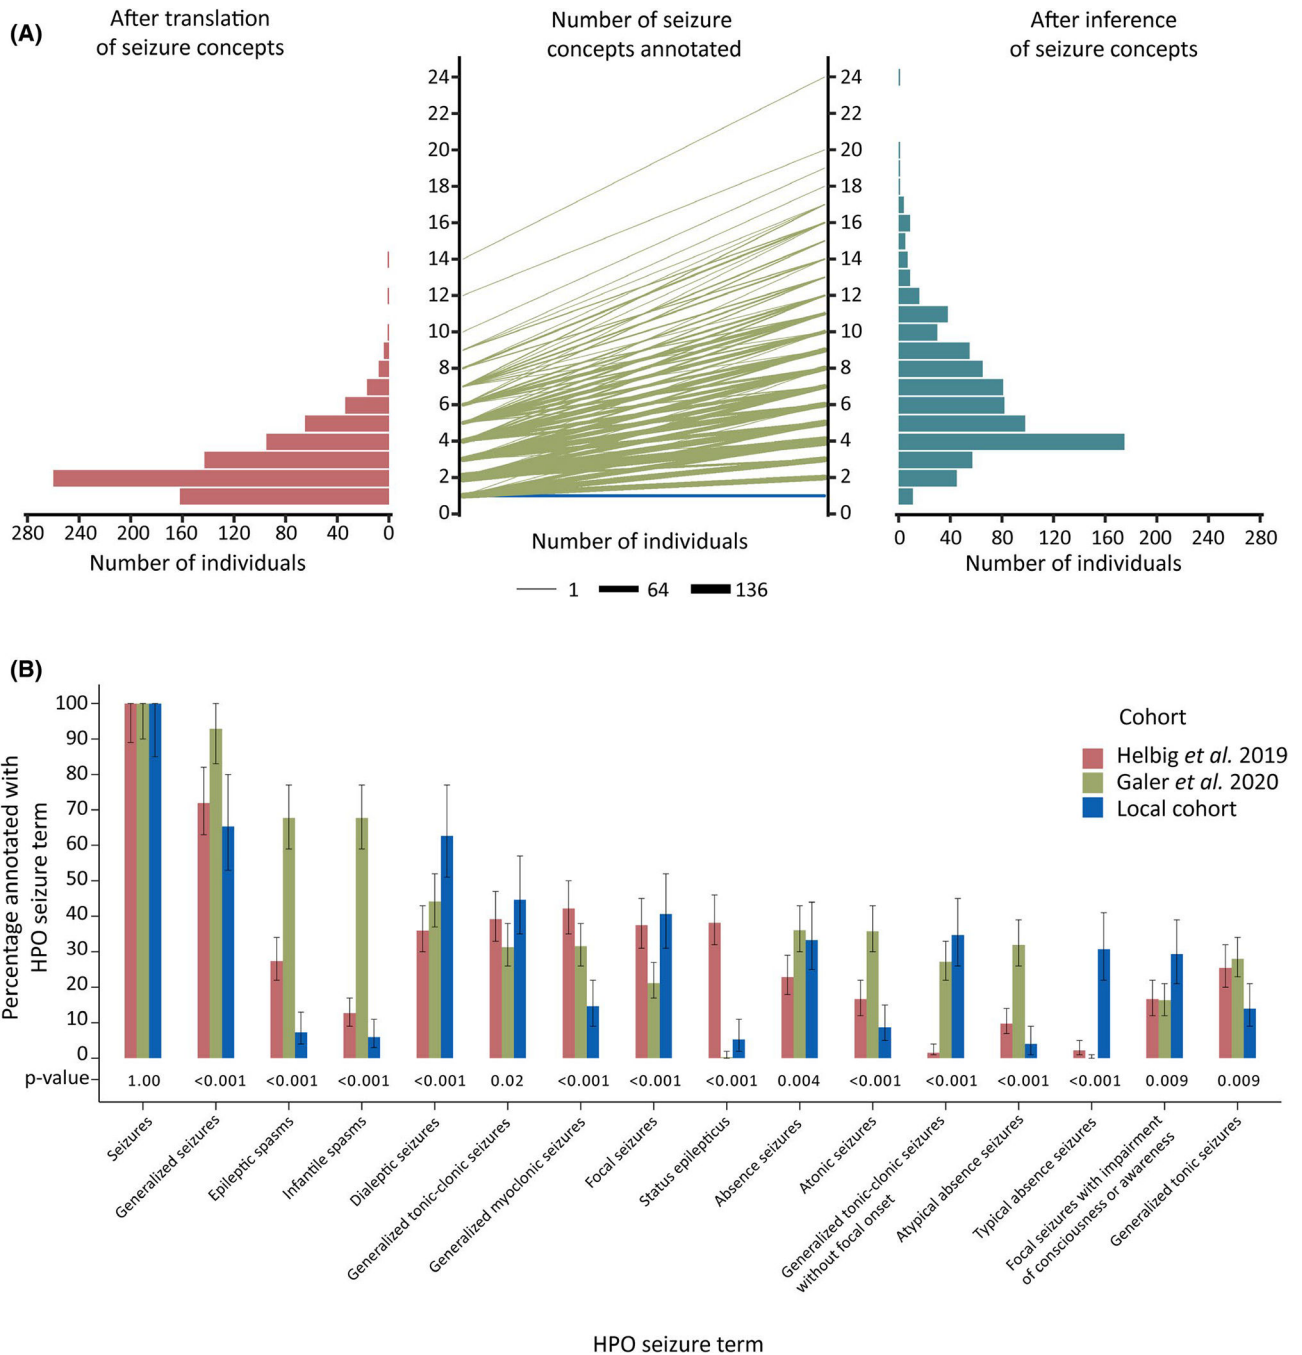 (A)
After translation
of seizure concepts
Number of seizure
concepts annotated
After inference
of seizure concepts
24
22
20
18
16
14
12
10
8
6
4
2
0
24
22
20
18
16
14
12
10
8
6
4
2
0
280 240 200 160 120 80 40 0
Number of individuals
0 40 80 120 160 200 240 280
Number of individuals
Number of individuals
1 64 136
(B)
Percentage annotated with
HPO seizure term
100
90
80
70
60
50
40
30
20
10
0
Cohort
Helbig et al. 2019
Galer et al. 2020
Local cohort
p-value 1.00 <0.001 <0.001 <0.001 <0.001 0.02 <0.001 <0.001 <0.001 0.004 <0.001 <0.001 <0.001 <0.001 0.009 0.009
Seizures
Generalized seizures
Epileptic spasms
Infantile spasms
Dialeptic seizures
Generalized tonic-clonic seizures
Generalized myoclonic seizures
Focal seizures
Status epilepticus
Absence seizures
Atonic seizures
Generalized tonic-clonic seizures
without focal onset
Atypical absence seizures
Typical absence seizures
Focal seizures with impairment
of consciousness or awareness
Generalized tonic seizures
HPO seizure term